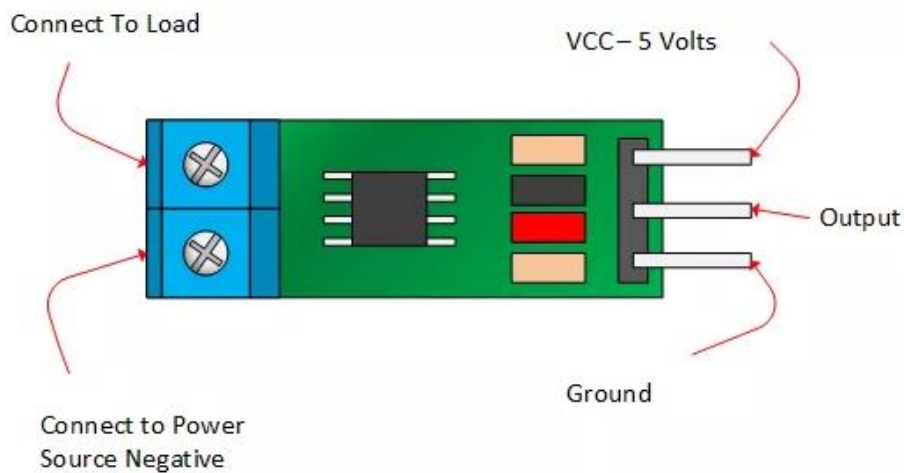 Connect To Load
VCC – 5 Volts
Output
Ground
Connect to Power
Source Negative